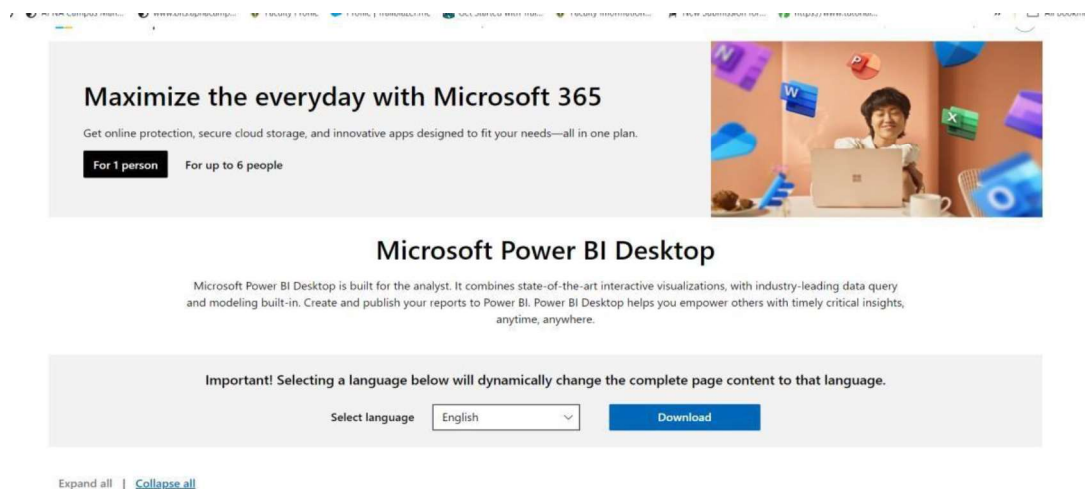 Maximize the everyday with Microsoft 365
Get online protection, secure cloud storage, and innovative apps designed to fit your needs—all in one plan.
For 1 person For up to 6 people
N
P
W
X
O
Microsoft Power BI Desktop
Microsoft Power BI Desktop is built for the analyst. It combines state-of-the-art interactive visualizations, with industry-leading data query
and modeling built-in. Create and publish your reports to Power BI. Power BI Desktop helps you empower others with timely critical insights,
anytime, anywhere.
Important! Selecting a language below will dynamically change the complete page content to that language.
Select language English Download
Expand all | Collapse all